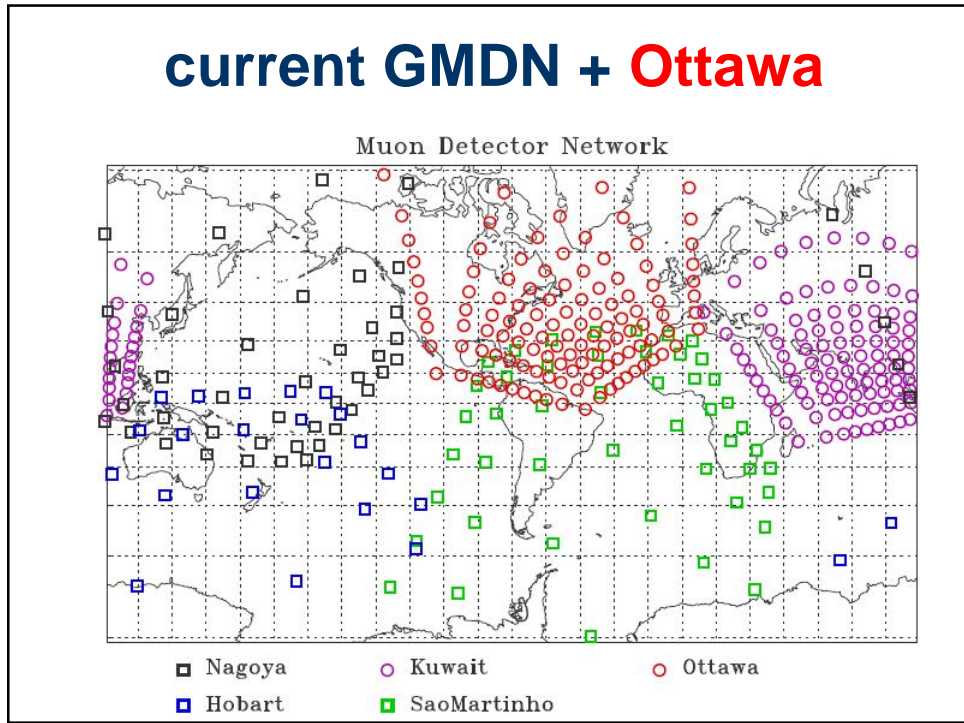 current GMDN + Ottawa
Muon Detector Network
Nagoya Kuwait Ottawa
Hobart SaoMartinho